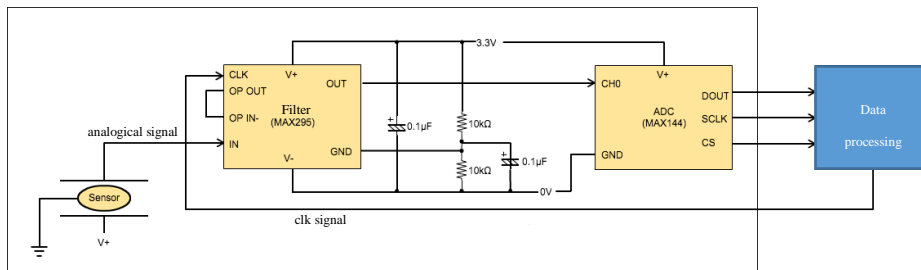 3.3V
V+
V+
CLK
OUT
CH0
OP OUT
DOUT
Filter
(MAX295)
ADC
(MAX144)
Data
processing
OP IN-
0.1µF
10kΩ
SCLK
analogical signal
IN
GND
CS
V-
10kΩ
0.1µF
GND
0V
Sensor
clk signal
V+